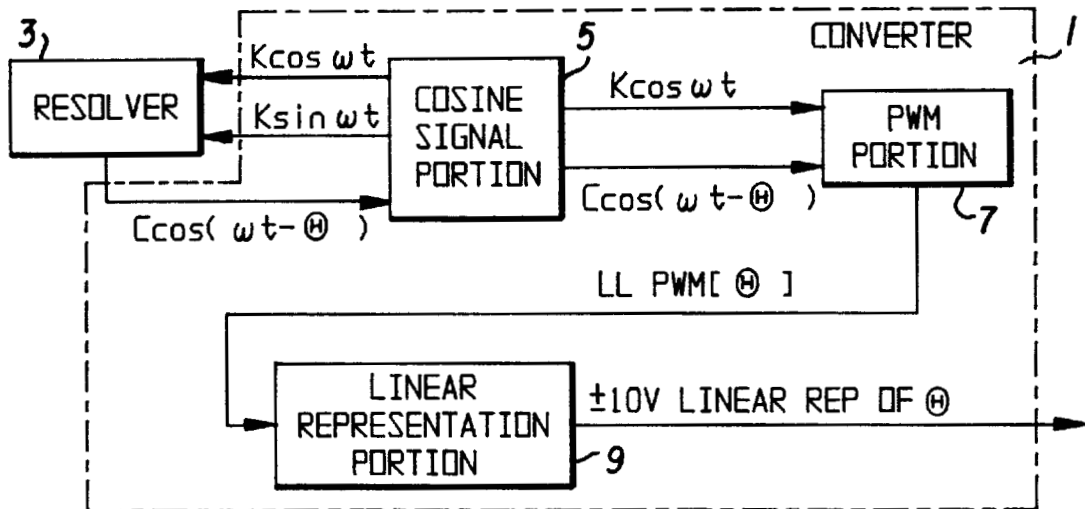 3
CONVERTER
1
5
Kcos ωt
RESOLVER
Ksin ωt
COSINE
SIGNAL
PORTION
Kcos ωt
PWM
PORTION
Ccos( ωt-Θ )
Ccos( ωt-Θ )
7
LL PWM[ Θ ]
LINEAR
REPRESENTATION
PORTION
±10V LINEAR REP OF Θ
9